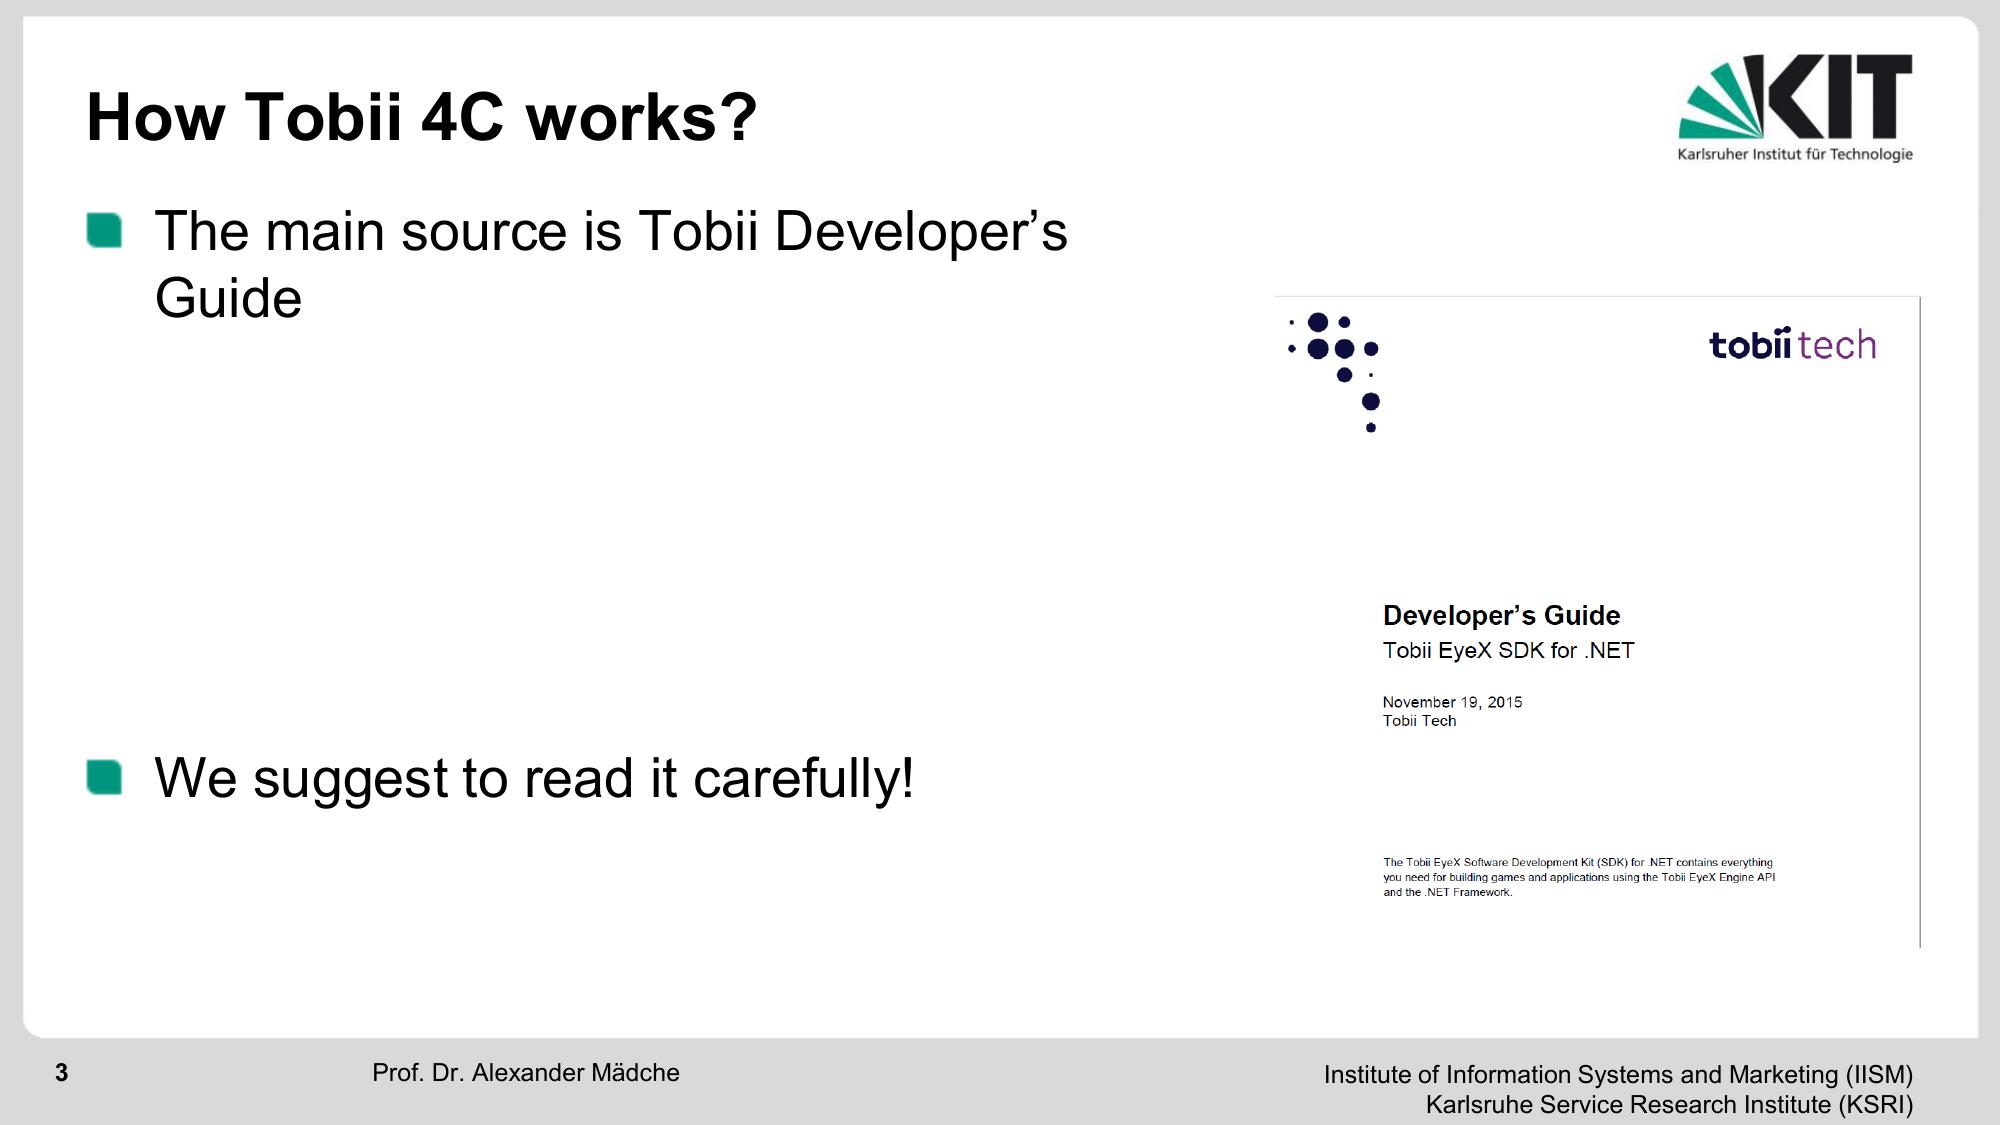 How Tobii 4C works?
KIT
Karlsruher Institut für Technologie
The main source is Tobii Developer’s
Guide
tobii tech
Developer’s Guide
Tobii EyeX SDK for .NET
November 19, 2015
Tobii Tech
We suggest to read it carefully!
The Tobii EyeX Software Development Kit (SDK) for .NET contains everything
you need for building games and applications using the Tobii EyeX Engine API
and the .NET Framework.
3
Prof. Dr. Alexander Mädche
Institute of Information Systems and Marketing (IISM)
Karlsruhe Service Research Institute (KSRI)